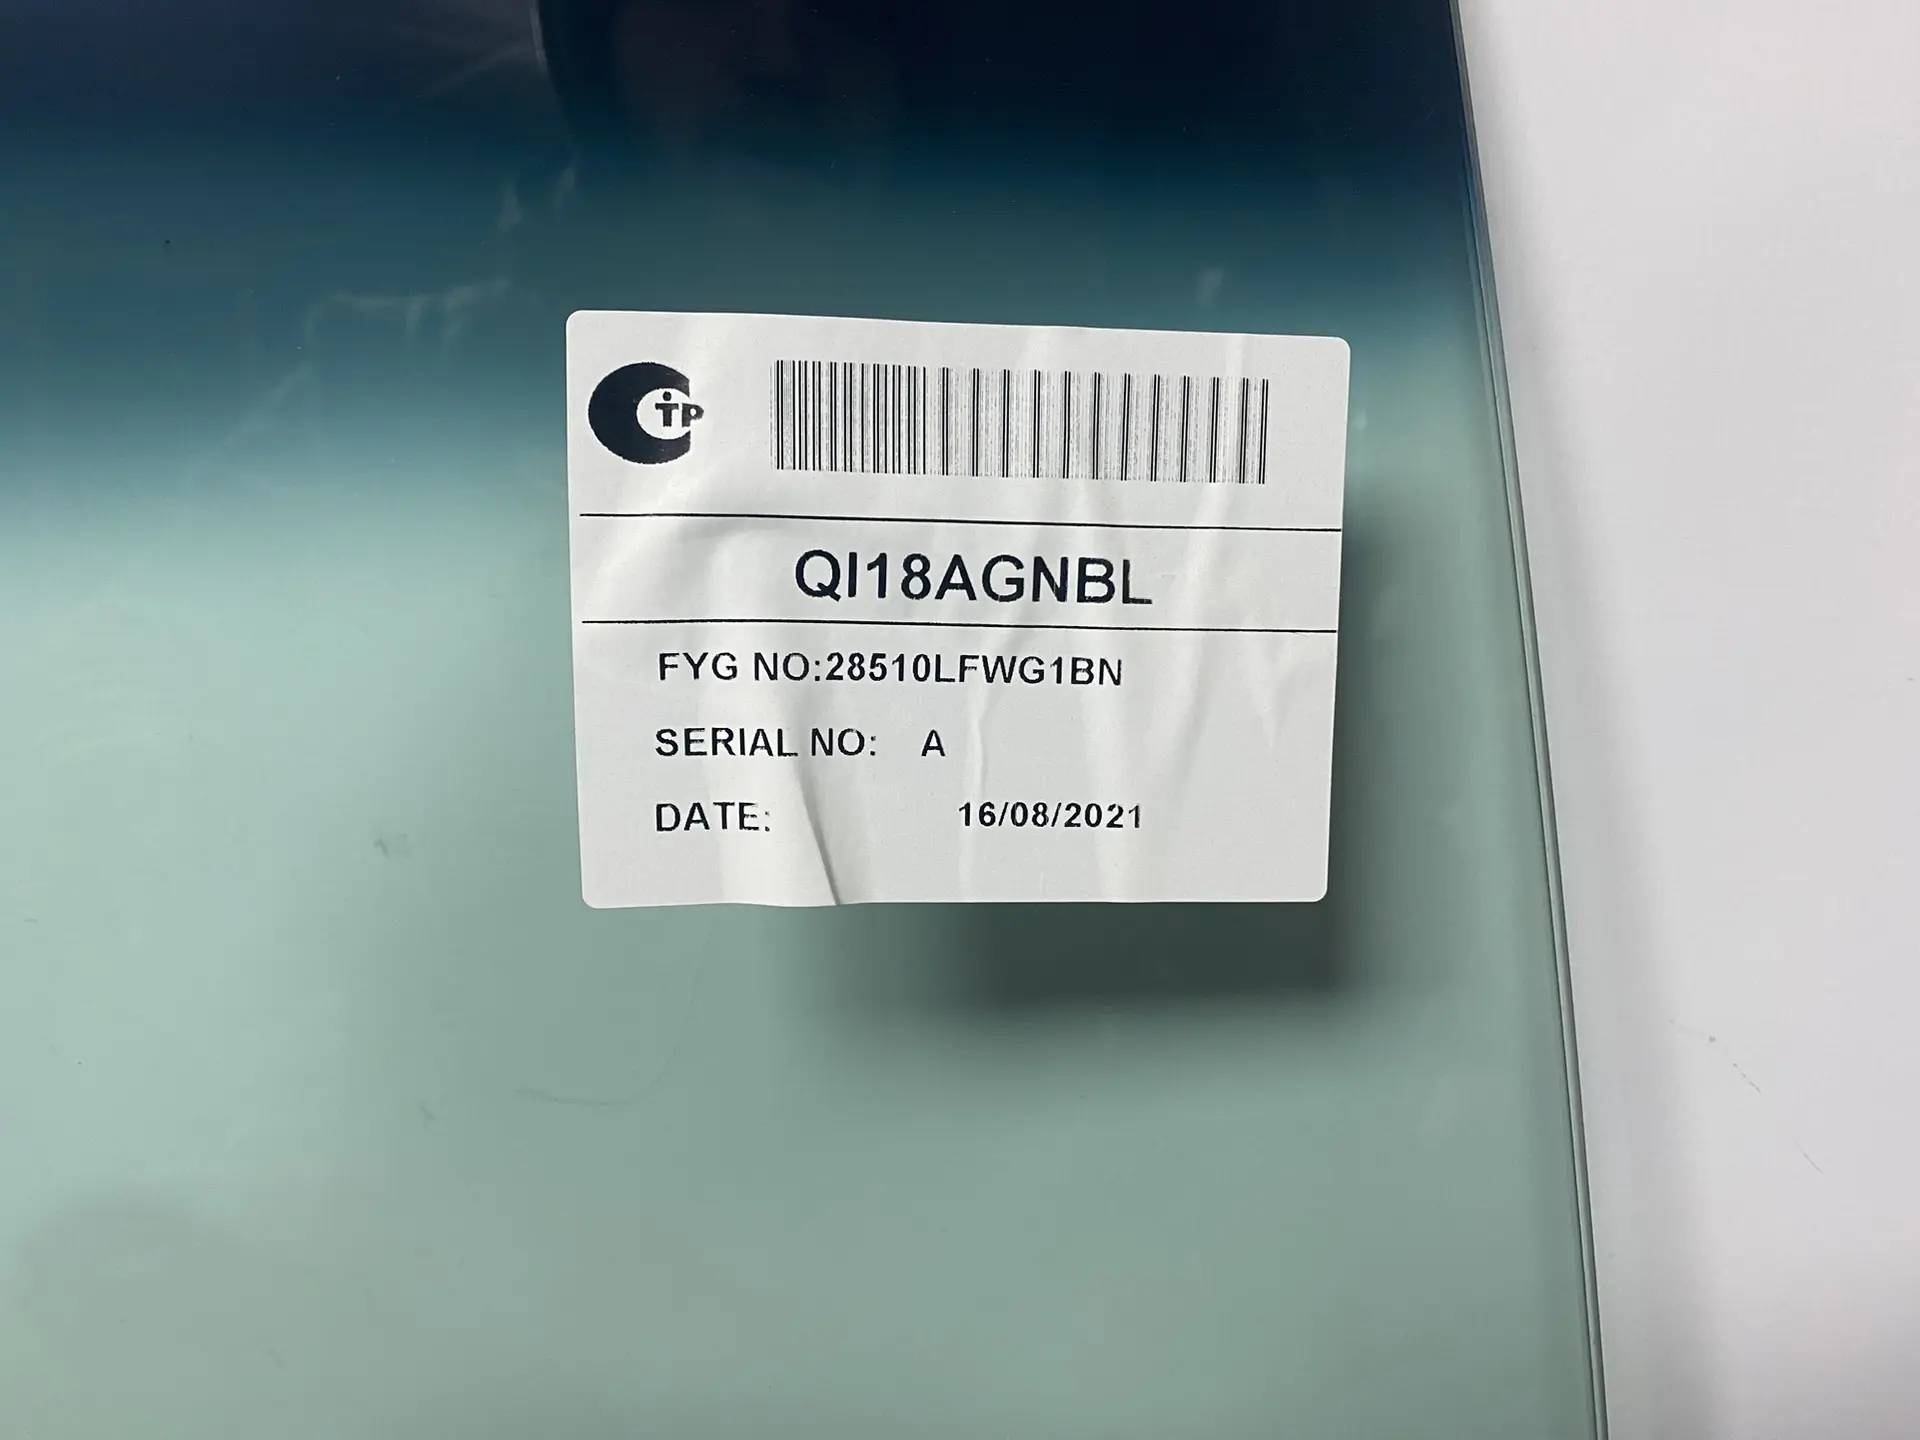 TP
QI18AGNBL
FYG NO:28510LFWG1BN
SERIAL NO: A
DATE: 16/08/2021